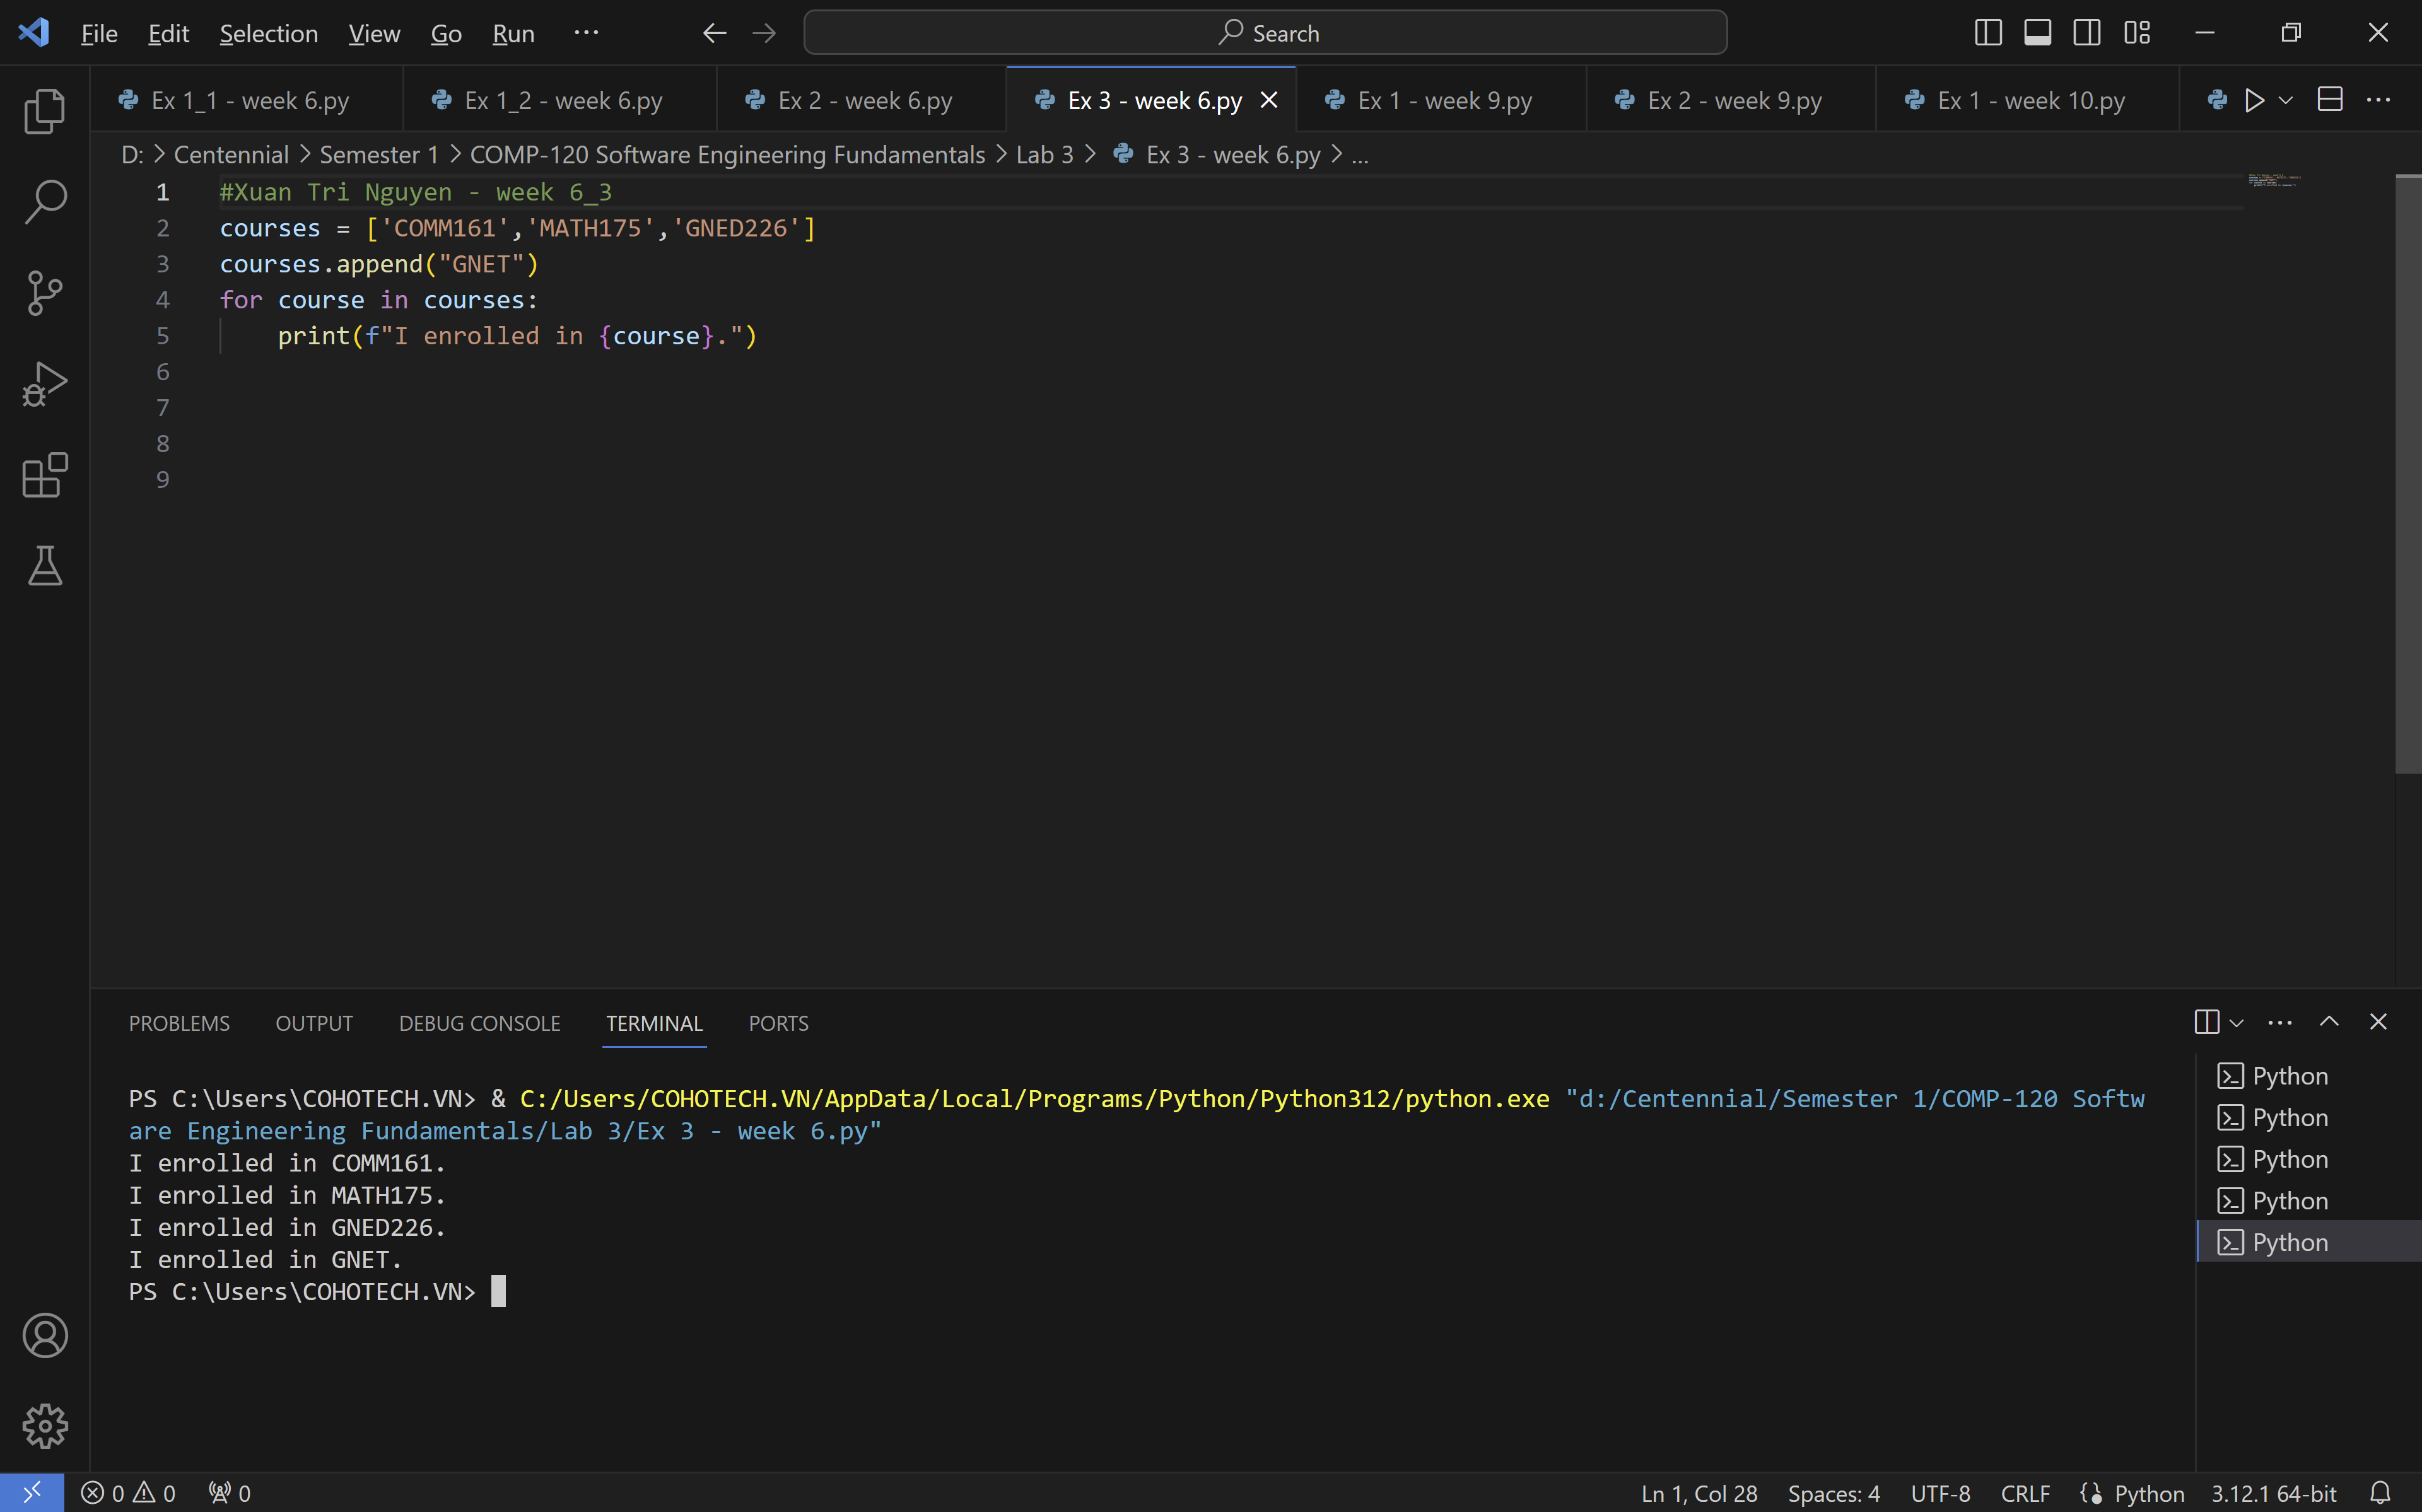 File Edit Selection View Go Run ··· Search
Ex 1_1 - week 6.py Ex 1_2 - week 6.py Ex 2 - week 6.py Ex 3 - week 6.py Ex 1 - week 9.py Ex 2 - week 9.py Ex 1 - week 10.py
D: > Centennial > Semester 1 > COMP-120 Software Engineering Fundamentals > Lab 3 > Ex 3 - week 6.py > ...
1 #Xuan Tri Nguyen - week 6_3
2 courses = ['COMM161','MATH175','GNED226']
3 courses.append("GNET")
4 for course in courses:
5 print(f"I enrolled in {course}.")
6
7
8
9
PROBLEMS OUTPUT DEBUG CONSOLE TERMINAL PORTS
PS C:\Users\COHOTECH.VN> & C:/Users/COHOTECH.VN/AppData/Local/Programs/Python/Python312/python.exe "d:/Centennial/Semester 1/COMP-120 Softw
are Engineering Fundamentals/Lab 3/Ex 3 - week 6.py"
I enrolled in COMM161.
I enrolled in MATH175.
I enrolled in GNED226.
I enrolled in GNET.
PS C:\Users\COHOTECH.VN>
Python
Python
Python
Python
Python
0 0 0 Ln 1, Col 28 Spaces: 4 UTF-8 CRLF Python 3.12.1 64-bit